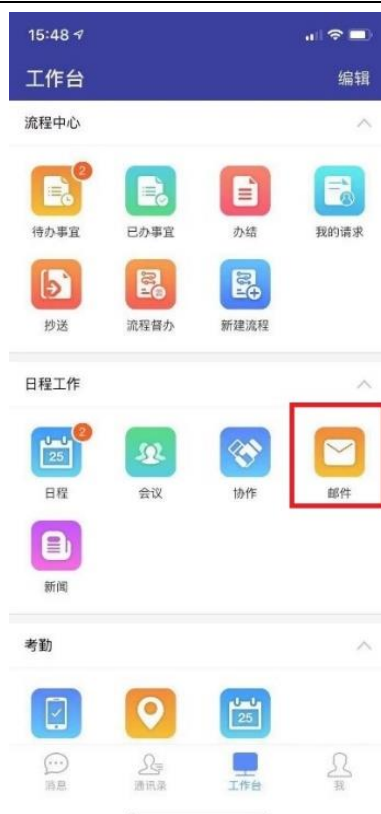 15:48
工作台 编辑
流程中心
2
待办事宜 已办事宜 办结 我的请求
抄送 流程督办 新建流程
日程工作
2
25
日程 会议 协作 邮件
新闻
考勤
25
消息 通讯录 工作台 我